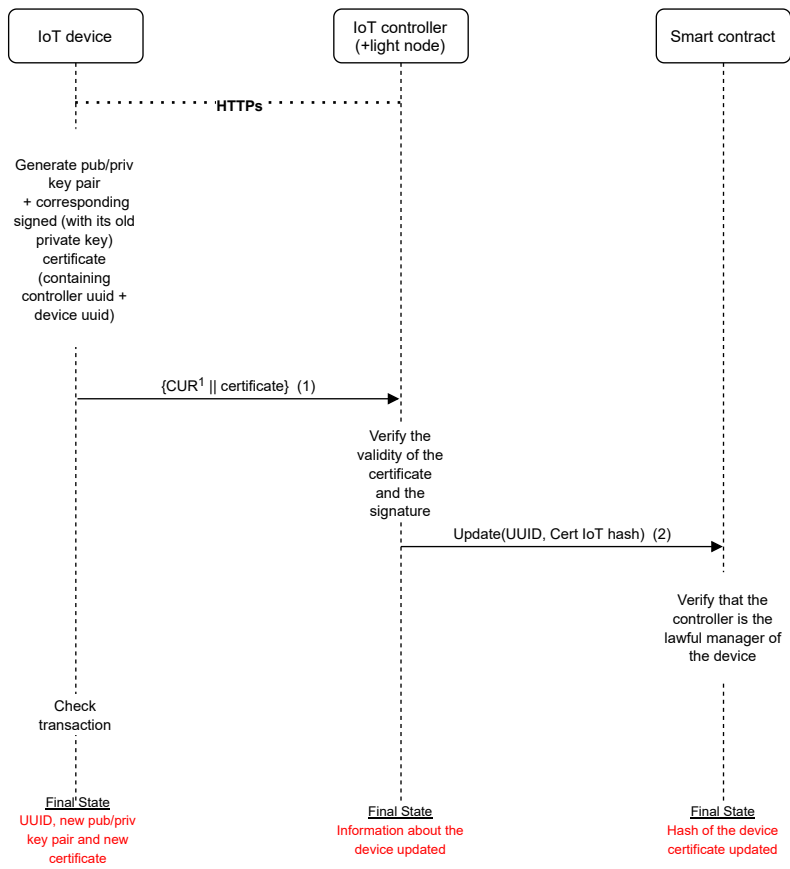 IoT device
IoT controller
(+light node)
Smart contract
HTTPs
Generate pub/priv
key pair
+ corresponding
signed (with its old
private key)
certificate
(containing
controller uuid +
device uuid)
{CUR¹ || certificate}  (1)
Verify the
validity of the
certificate
and the
signature
Update(UUID, Cert IoT hash)  (2)
Verify that the
controller is the
lawful manager of
the device
Check
transaction
Final State
UUID, new pub/priv
key pair and new
certificate
Final State
Information about the
device updated
Final State
Hash of the device
certificate updated